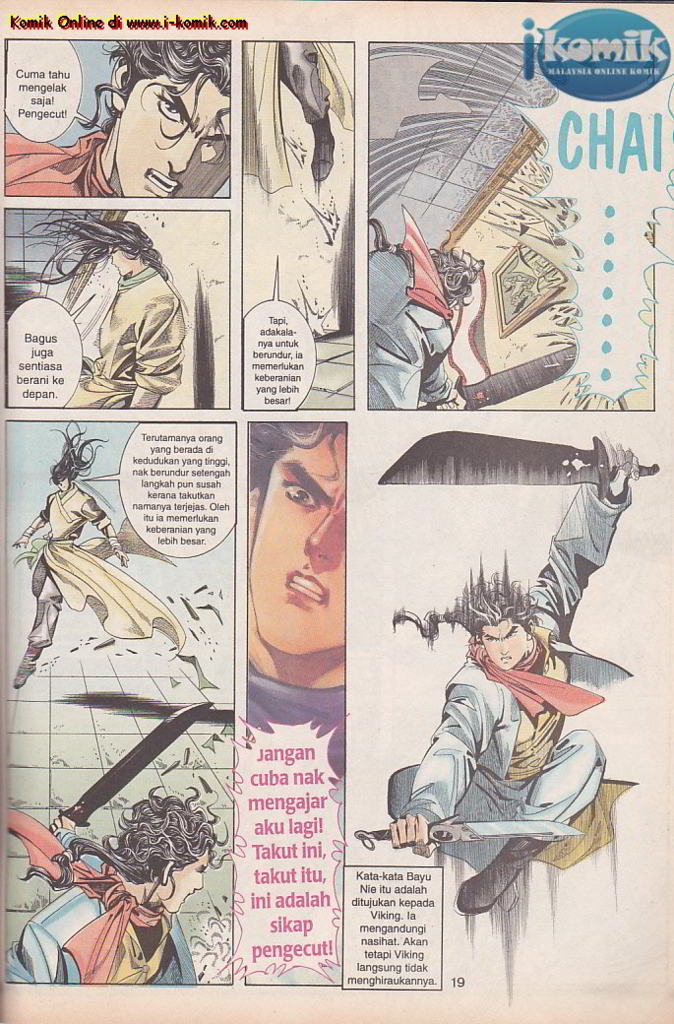 Komik Online di www.i-komik.com
ikomik
MALAYSIA ONLINE KOMIK
Cuma tahu
mengelak
saja!
Pengecut!
Bagus
juga
sentiasa
berani ke
depan.
Tapi,
adakala-
nya untuk
berundur, ia
memerlukan
keberanian
yang lebih
besar!
CHAI
.......
Terutamanya orang
yang berada di
kedudukan yang tinggi,
nak berundur setengah
langkah pun susah
kerana takutkan
namanya terjejas. Oleh
itu ia memerlukan
keberanian yang
lebih besar.
Jangan
cuba nak
mengajar
aku lagi!
Takut ini,
takut itu,
ini adalah
sikap
pengecut!
Kata-kata Bayu
Nie itu adalah
ditujukan kepada
Viking. Ia
mengandungi
nasihat. Akan
tetapi Viking
langsung tidak
menghiraukannya.
19